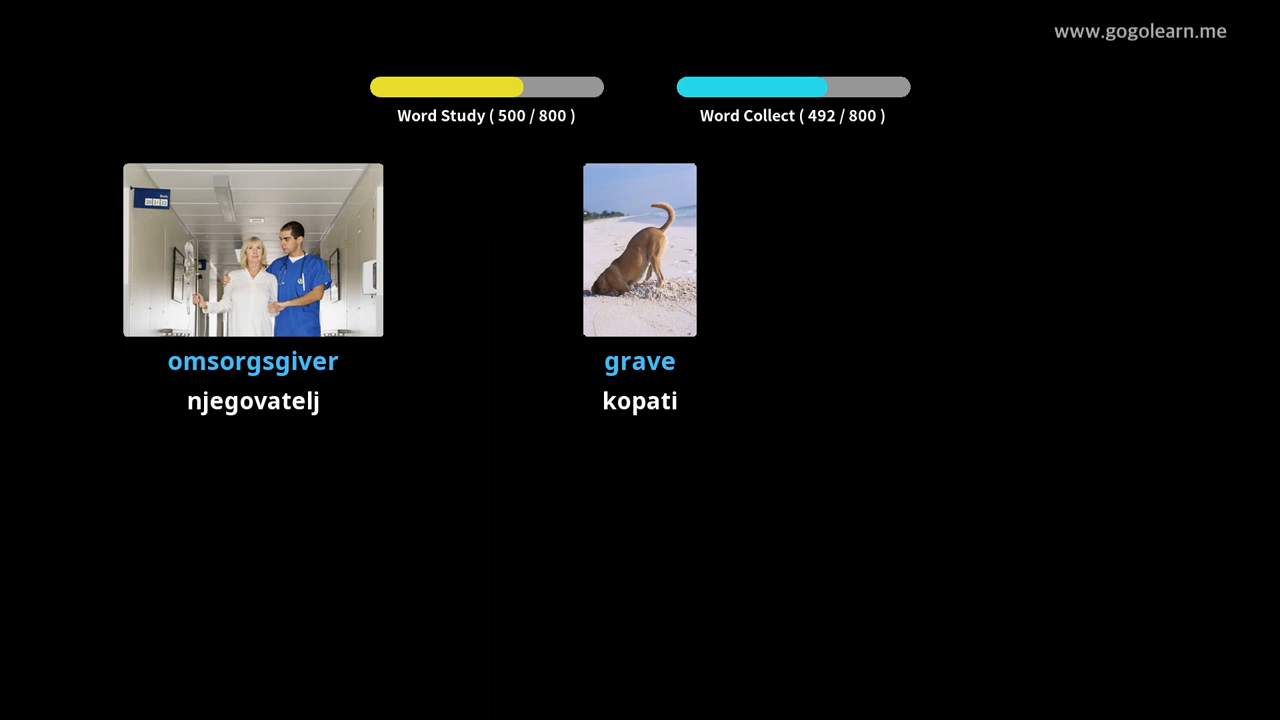 www.gogolearn.me
Word Study ( 500 / 800 )
Word Collect ( 492 / 800 )
omsorgsgiver
grave
njegovatelj
kopati